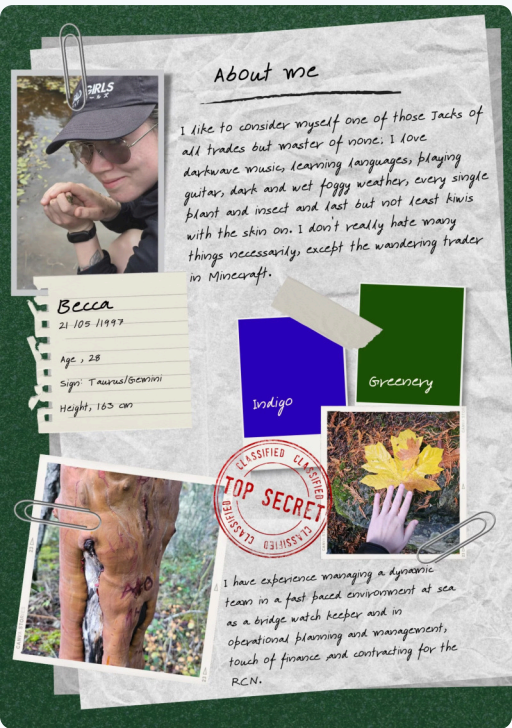 GIRLS
About me
I like to consider myself one of those Jacks of
all trades but master of none. I love
darkwave music, learning languages, playing
guitar, dark and wet foggy weather, every single
plant and insect and last but not least kiwis
with the skin on. I don't really hate many
things necessarily, except the wandering trader
in Minecraft.
Becca
21 /05 /1997
Age , 28
Sign: Taurus/Gemini
Height, 163 cm
Indigo
Greenery
CLASSIFIED CLASSIFIED
TOP SECRET
CLASSIFIED CLASSIFIED
I have experience managing a dynamic
team in a fast paced environment at sea
as a bridge watch keeper and in
operational planning and management,
touch of finance and contracting for the
RCN.